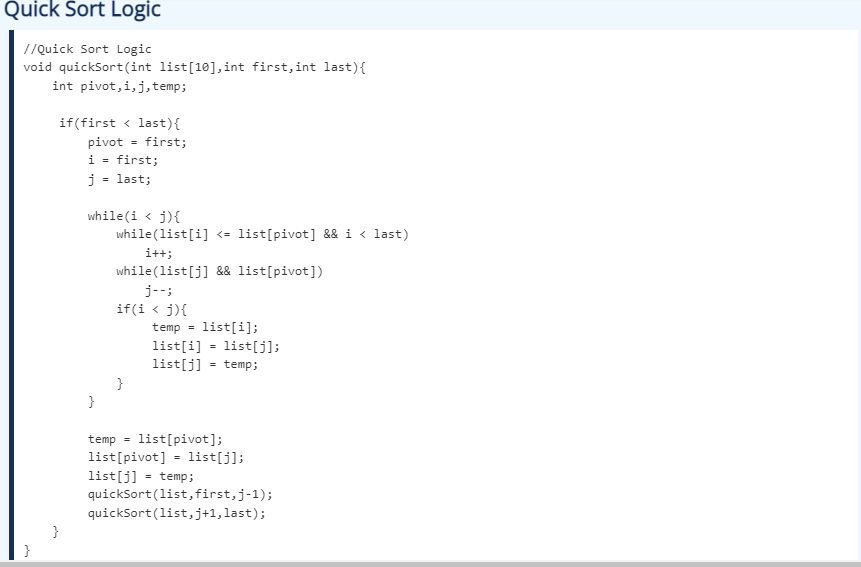 Quick Sort Logic
//Quick Sort Logic
void quickSort(int list[10],int first,int last){
    int pivot,i,j,temp;
     if(first < last){
         pivot = first;
         i = first;
         j = last;
         while(i < j){
             while(list[i] <= list[pivot] && i < last)
                 i++;
             while(list[j] && list[pivot])
                 j--;
             if(i < j){
                  temp = list[i];
                  list[i] = list[j];
                  list[j] = temp;
             }
         }
         temp = list[pivot];
         list[pivot] = list[j];
         list[j] = temp;
         quickSort(list,first,j-1);
         quickSort(list,j+1,last);
    }
}